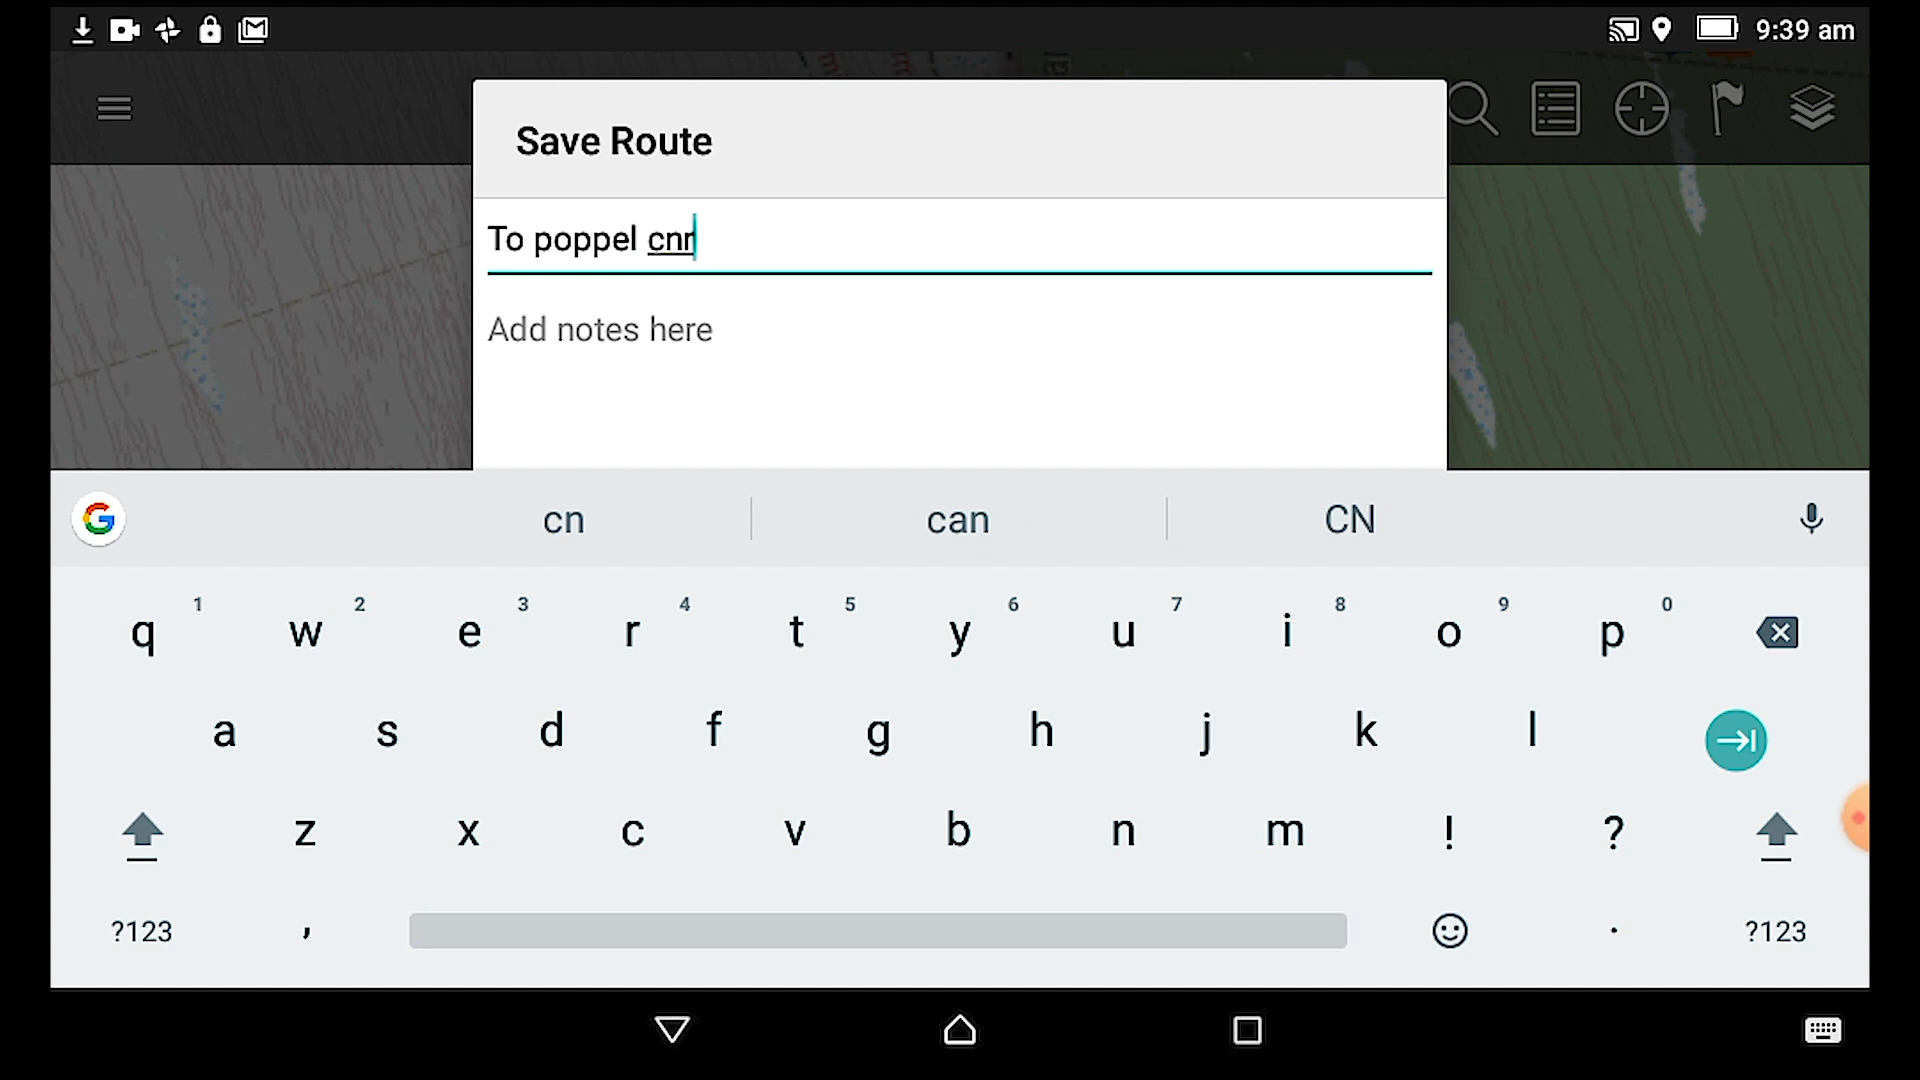 9:39 am
Save Route
To poppel cnr
Add notes here
cn can CN
q 1 w 2 e 3 r 4 t 5 y 6 u 7 i 8 o 9 p 0
a s d f g h j k l
z x c v b n m ! ?
?123 , . ?123